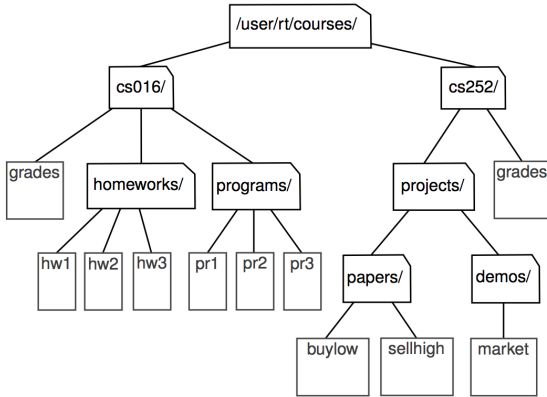 /user/rt/courses/
cs016/
cs252/
grades
homeworks/
programs/
projects/
grades
hw1
hw2
hw3
pr1
pr2
pr3
papers/
demos/
buylow
sellhigh
market